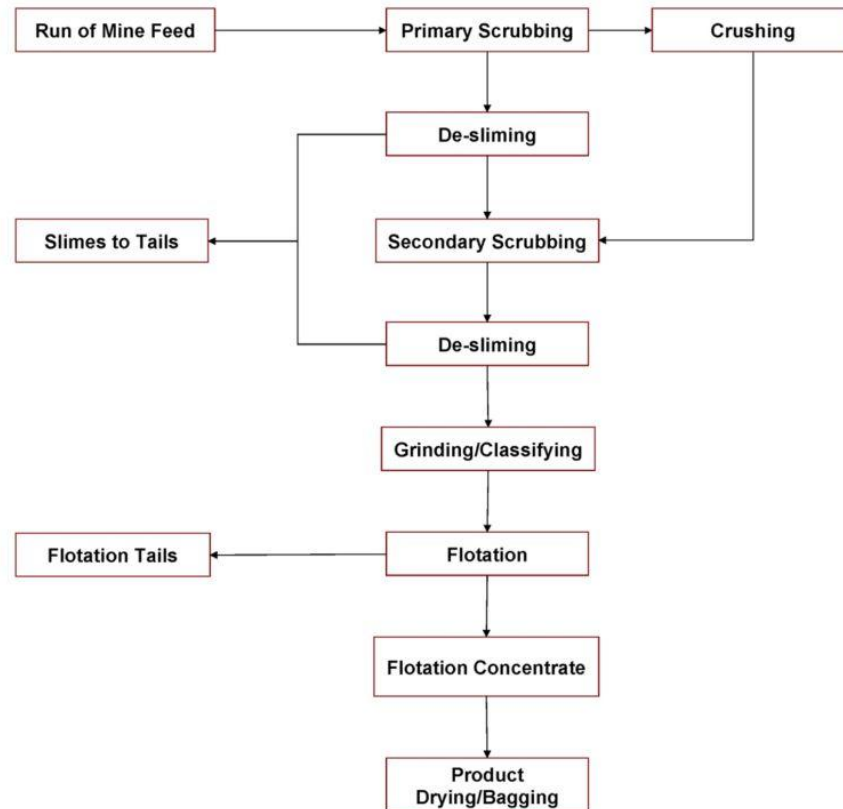 Run of Mine Feed
Primary Scrubbing
Crushing
De-sliming
Slimes to Tails
Secondary Scrubbing
De-sliming
Grinding/Classifying
Flotation Tails
Flotation
Flotation Concentrate
Product
Drying/Bagging